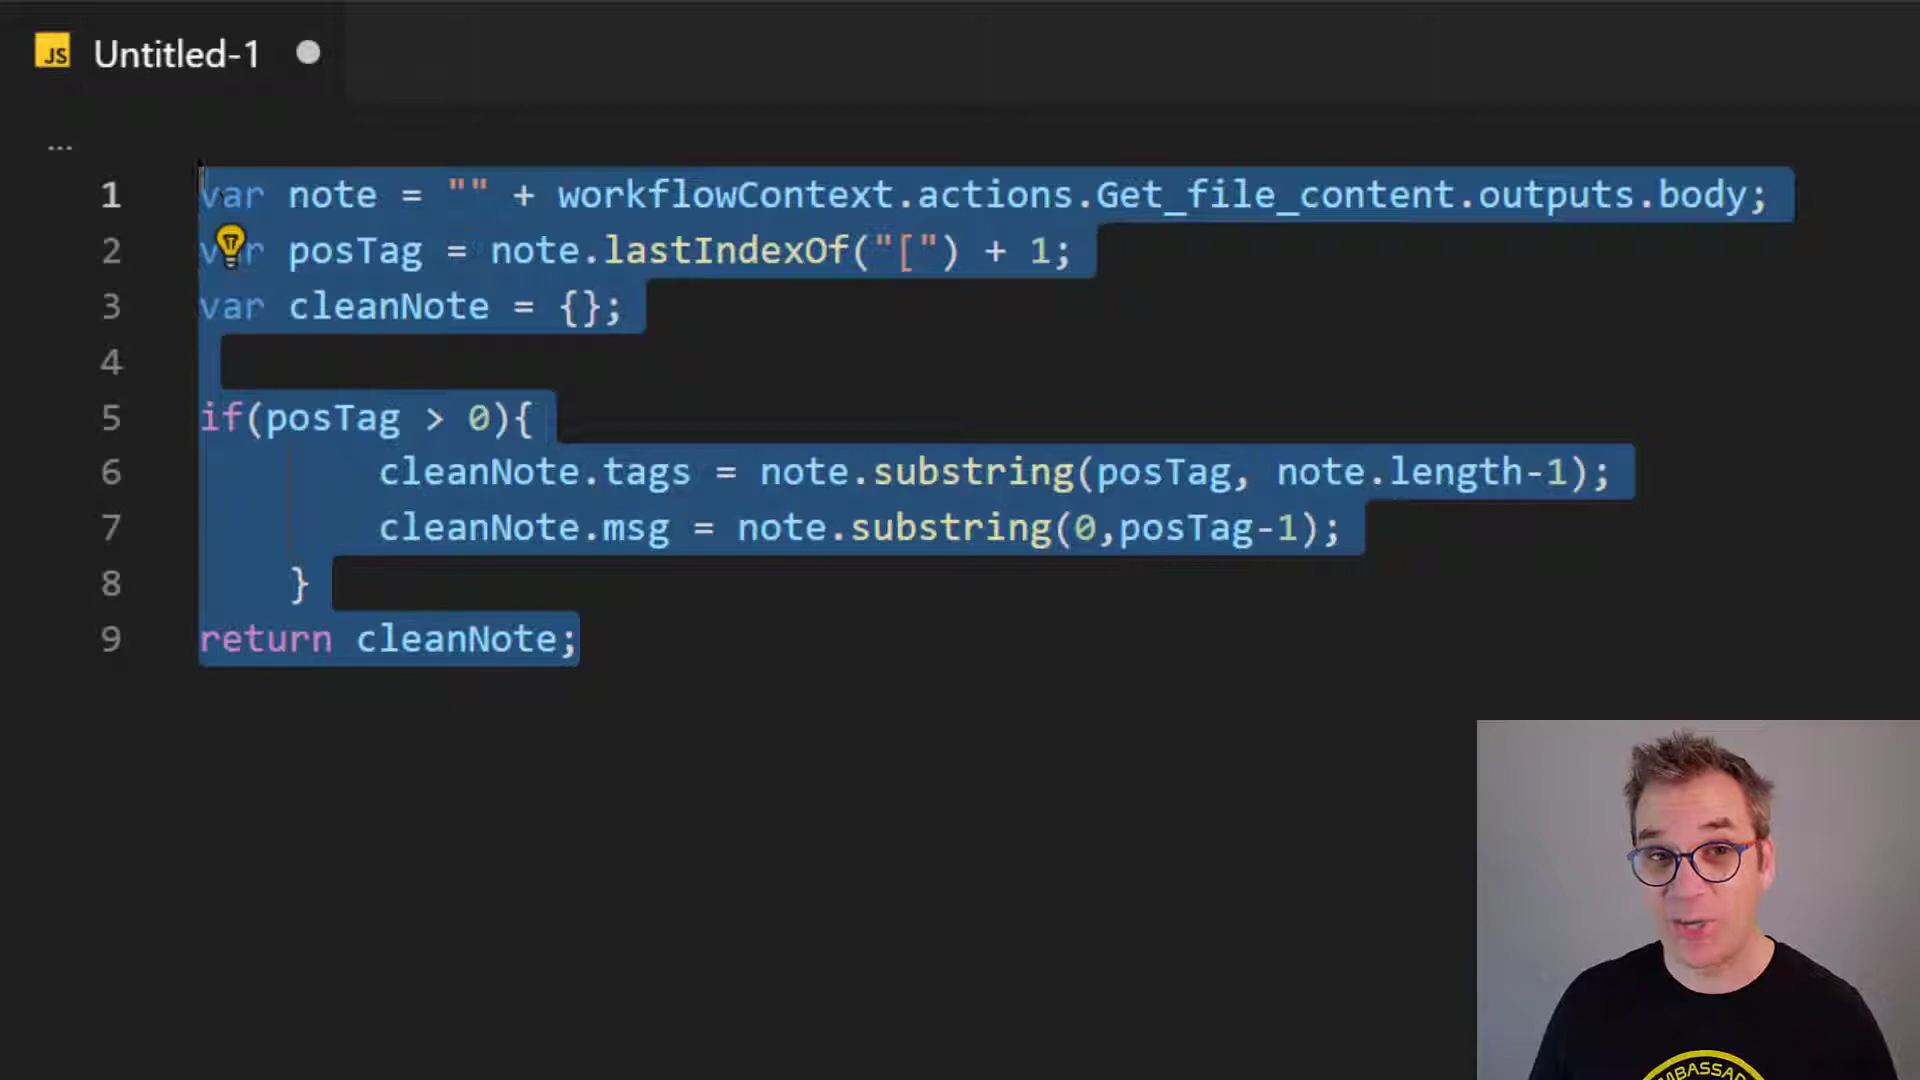 JS Untitled-1
...
1 var note = "" + workflowContext.actions.Get_file_content.outputs.body;
2 var posTag = note.lastIndexOf("[") + 1;
3 var cleanNote = {};
4
5 if(posTag > 0){
6 cleanNote.tags = note.substring(posTag, note.length-1);
7 cleanNote.msg = note.substring(0,posTag-1);
8 }
9 return cleanNote;